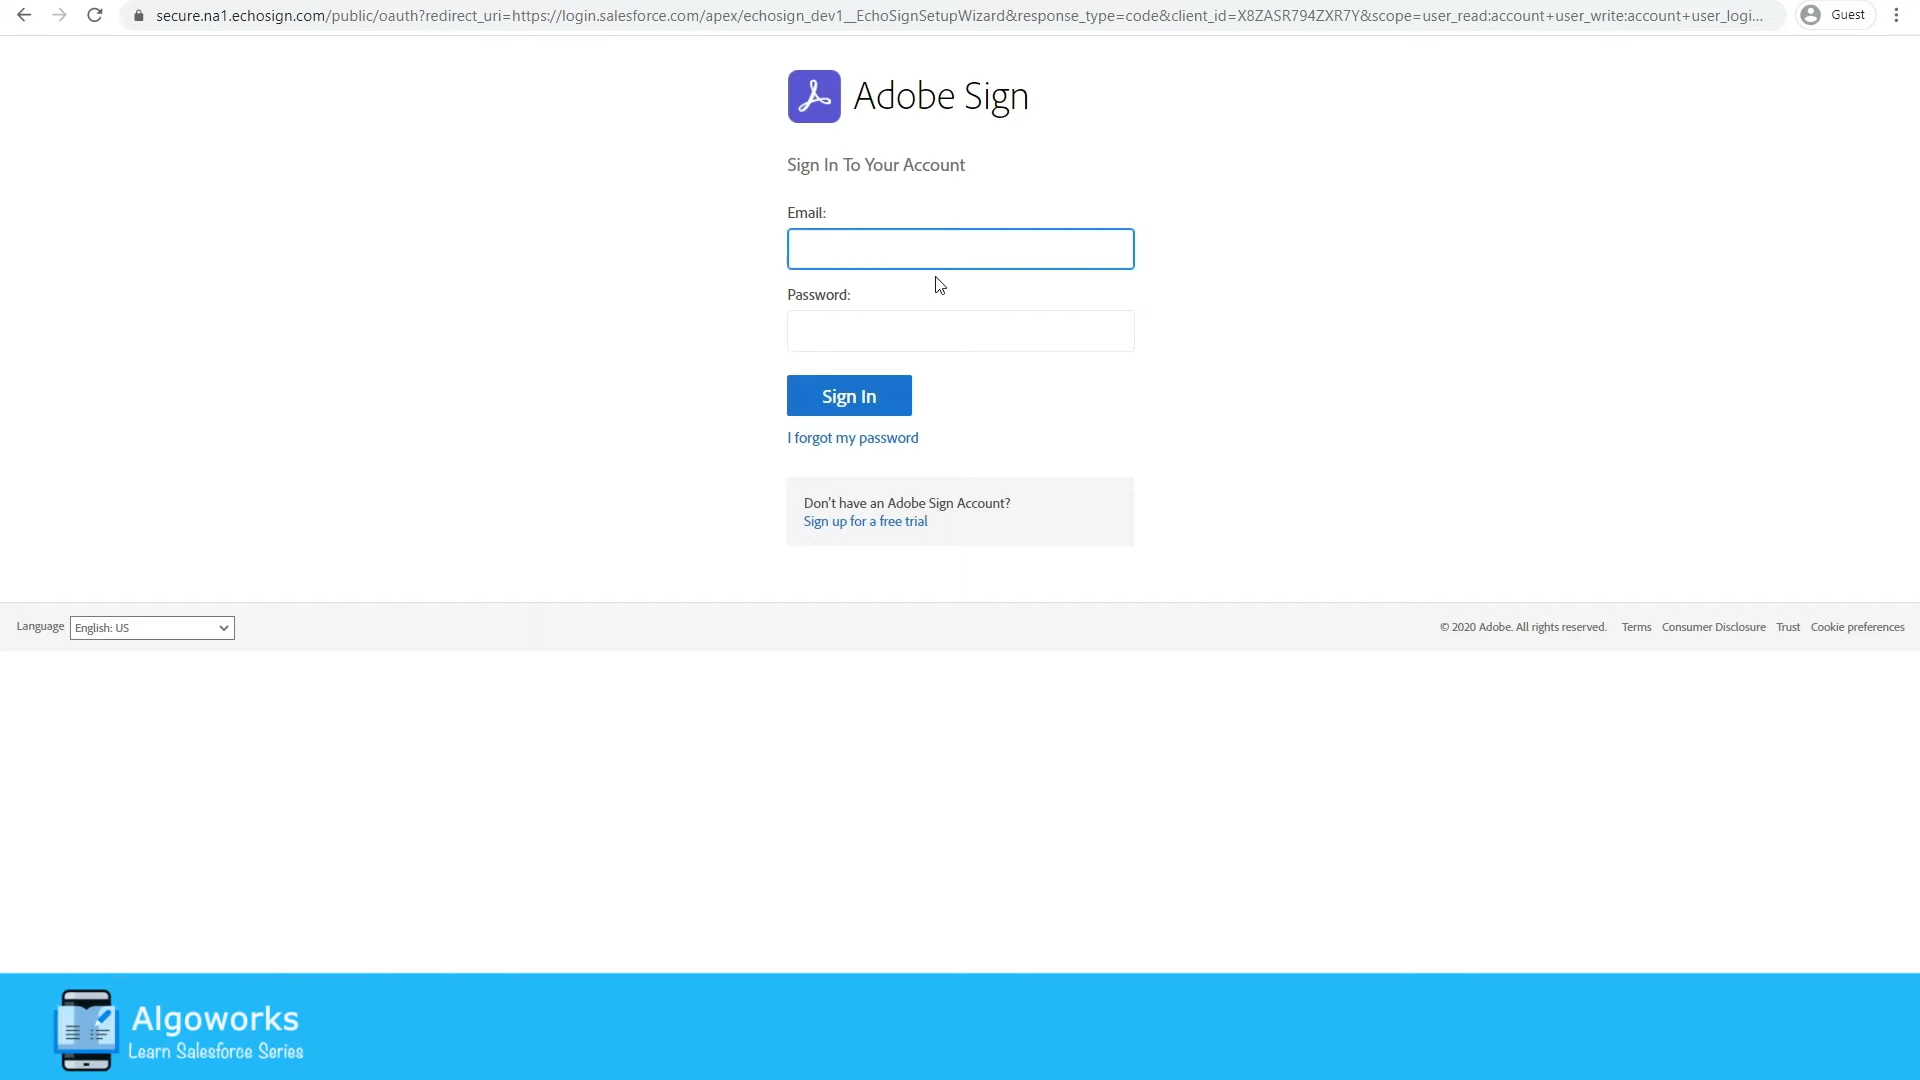 secure.na1.echosign.com/public/oauth?redirect_uri=https://login.salesforce.com/apex/echosign_dev1__EchoSignSetupWizard&response_type=code&client_id=X8ZASR794ZXR7Y&scope=user_read:account+user_write:account+user_logi...
Guest
Adobe Sign
Sign In To Your Account
Email:
Password:
Sign In
I forgot my password
Don't have an Adobe Sign Account?
Sign up for a free trial
Language English: US
© 2020 Adobe. All rights reserved. Terms Consumer Disclosure Trust Cookie preferences
Algoworks
Learn Salesforce Series